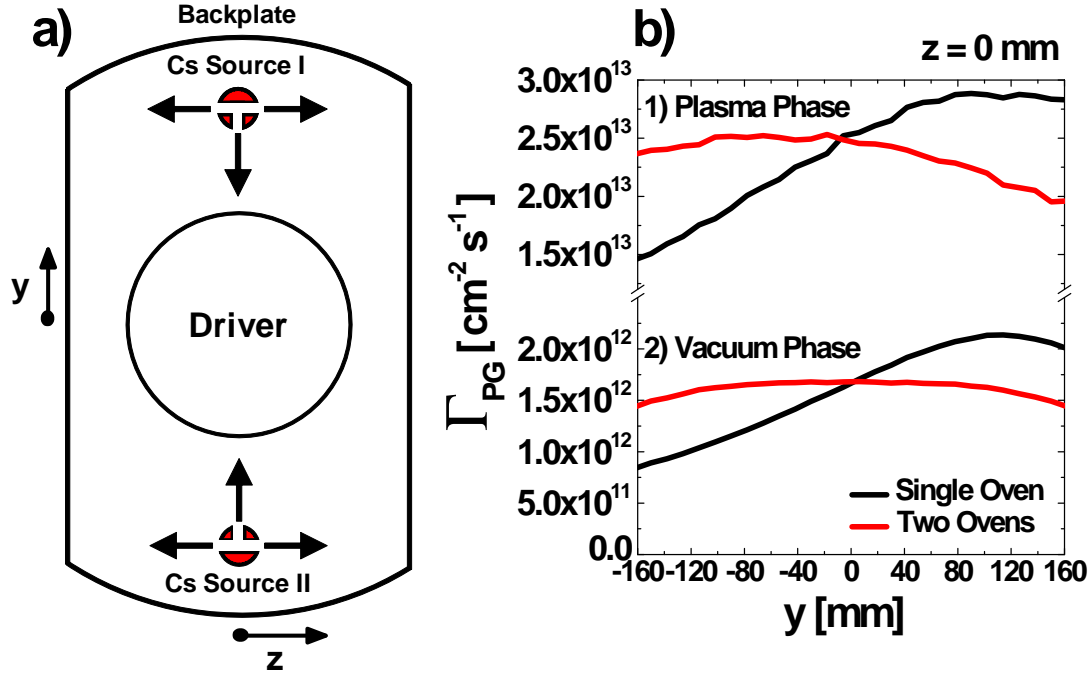 a)
Backplate
Cs Source I
y
Driver
Cs Source II
z
b)
z = 0 mm
Γ_PG [cm^-2 s^-1]
3.0x10^13
2.5x10^13
2.0x10^13
1.5x10^13
2.0x10^12
1.5x10^12
1.0x10^12
5.0x10^11
0.0
1) Plasma Phase
2) Vacuum Phase
Single Oven
Two Ovens
-160 -120 -80 -40 0 40 80 120 160
y [mm]